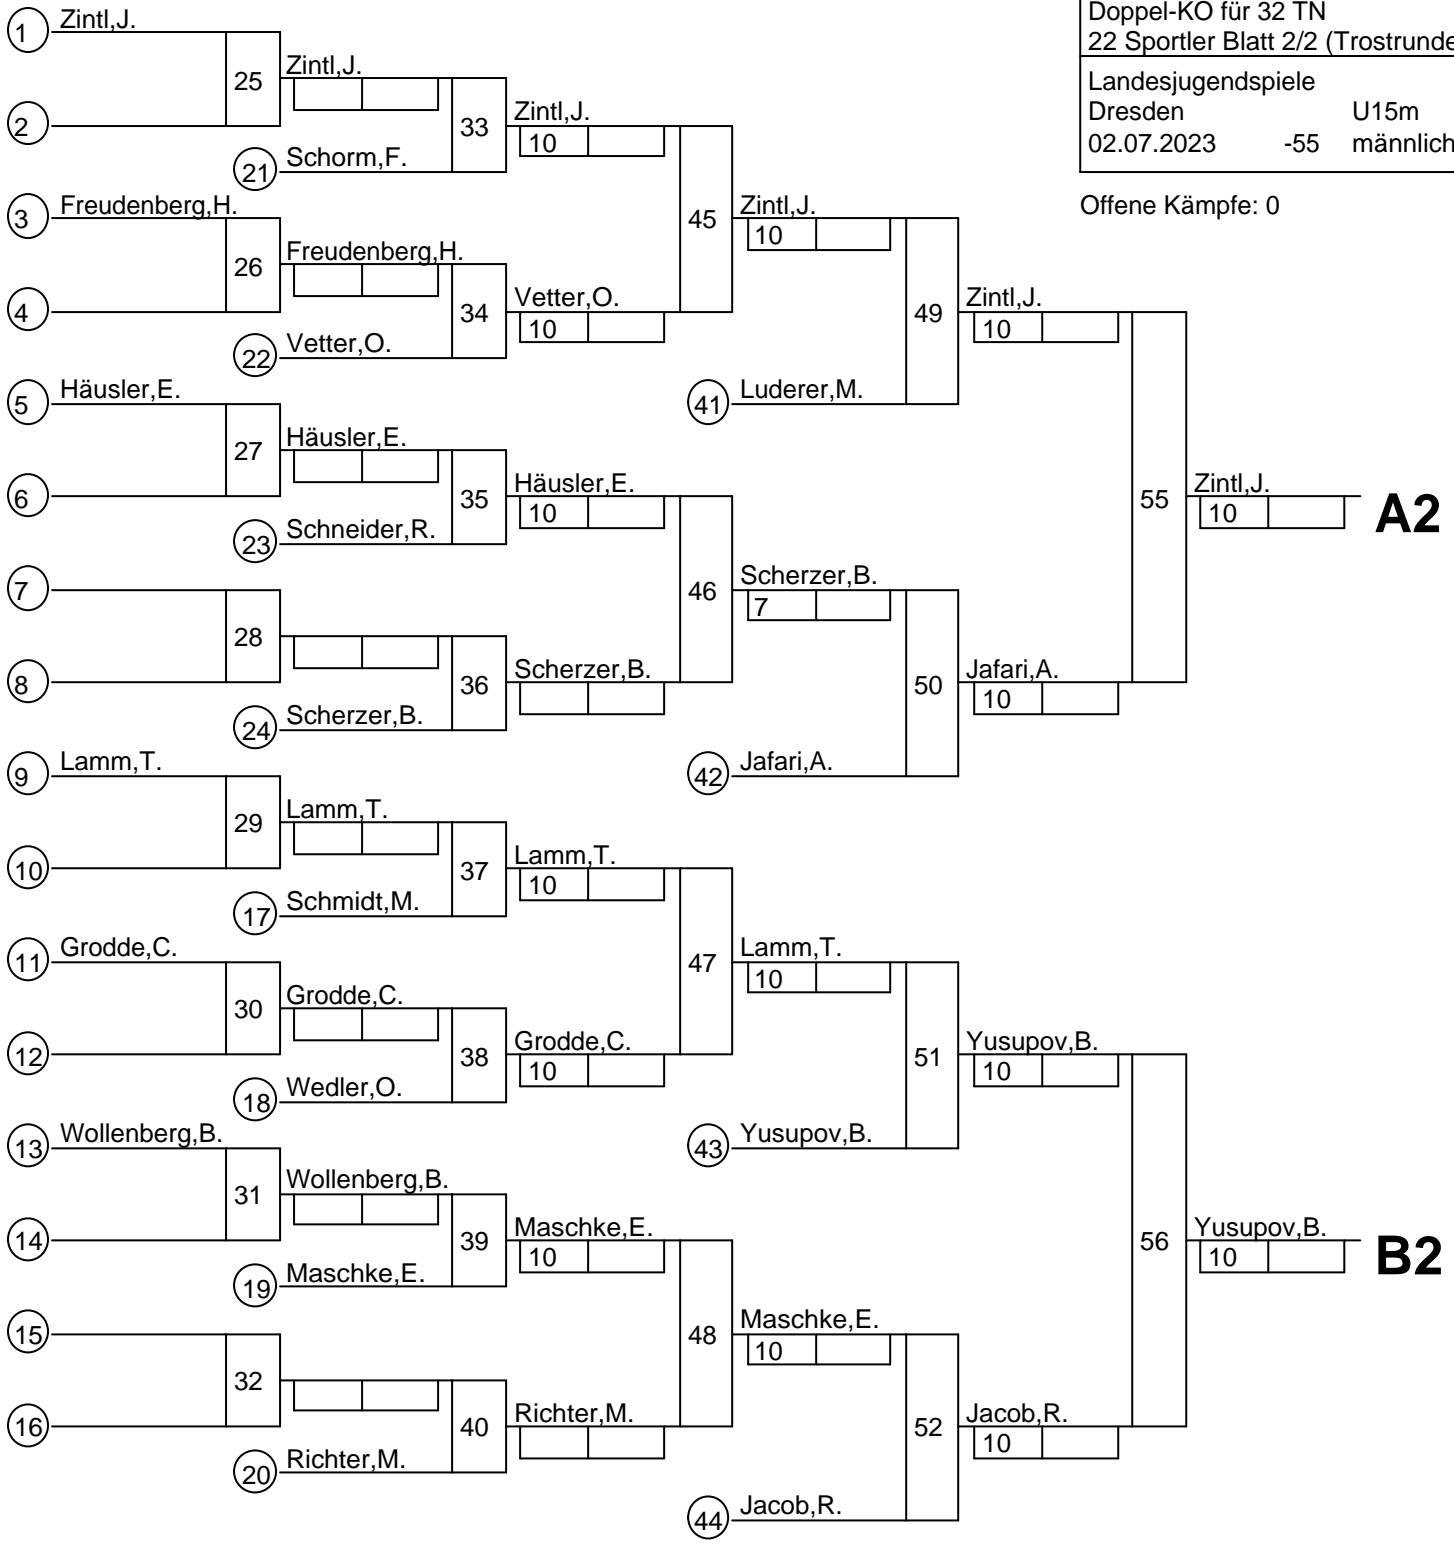 Doppel-KO für 32 TN
22 Sportler Blatt 2/2 (Trostrunde
Landesjugendspiele
Dresden U15m
02.07.2023 -55 männlich
Offene Kämpfe: 0
1 Zintl,J.
25 Zintl,J.
2
33 Zintl,J.
10
21 Schorm,F.
3 Freudenberg,H.
45 Zintl,J.
10
26 Freudenberg,H.
4
34 Vetter,O.
10
22 Vetter,O.
49 Zintl,J.
10
5 Häusler,E.
41 Luderer,M.
27 Häusler,E.
6
35 Häusler,E.
10
23 Schneider,R.
55 Zintl,J.
10
A2
7
46 Scherzer,B.
7
28
8
36 Scherzer,B.
24 Scherzer,B.
50 Jafari,A.
10
9 Lamm,T.
42 Jafari,A.
29 Lamm,T.
10
37 Lamm,T.
10
17 Schmidt,M.
11 Grodde,C.
47 Lamm,T.
10
30 Grodde,C.
12
38 Grodde,C.
10
18 Wedler,O.
51 Yusupov,B.
10
13 Wollenberg,B.
43 Yusupov,B.
31 Wollenberg,B.
14
39 Maschke,E.
10
19 Maschke,E.
56 Yusupov,B.
10
B2
15
48 Maschke,E.
10
32
16
40 Richter,M.
20 Richter,M.
52 Jacob,R.
10
44 Jacob,R.